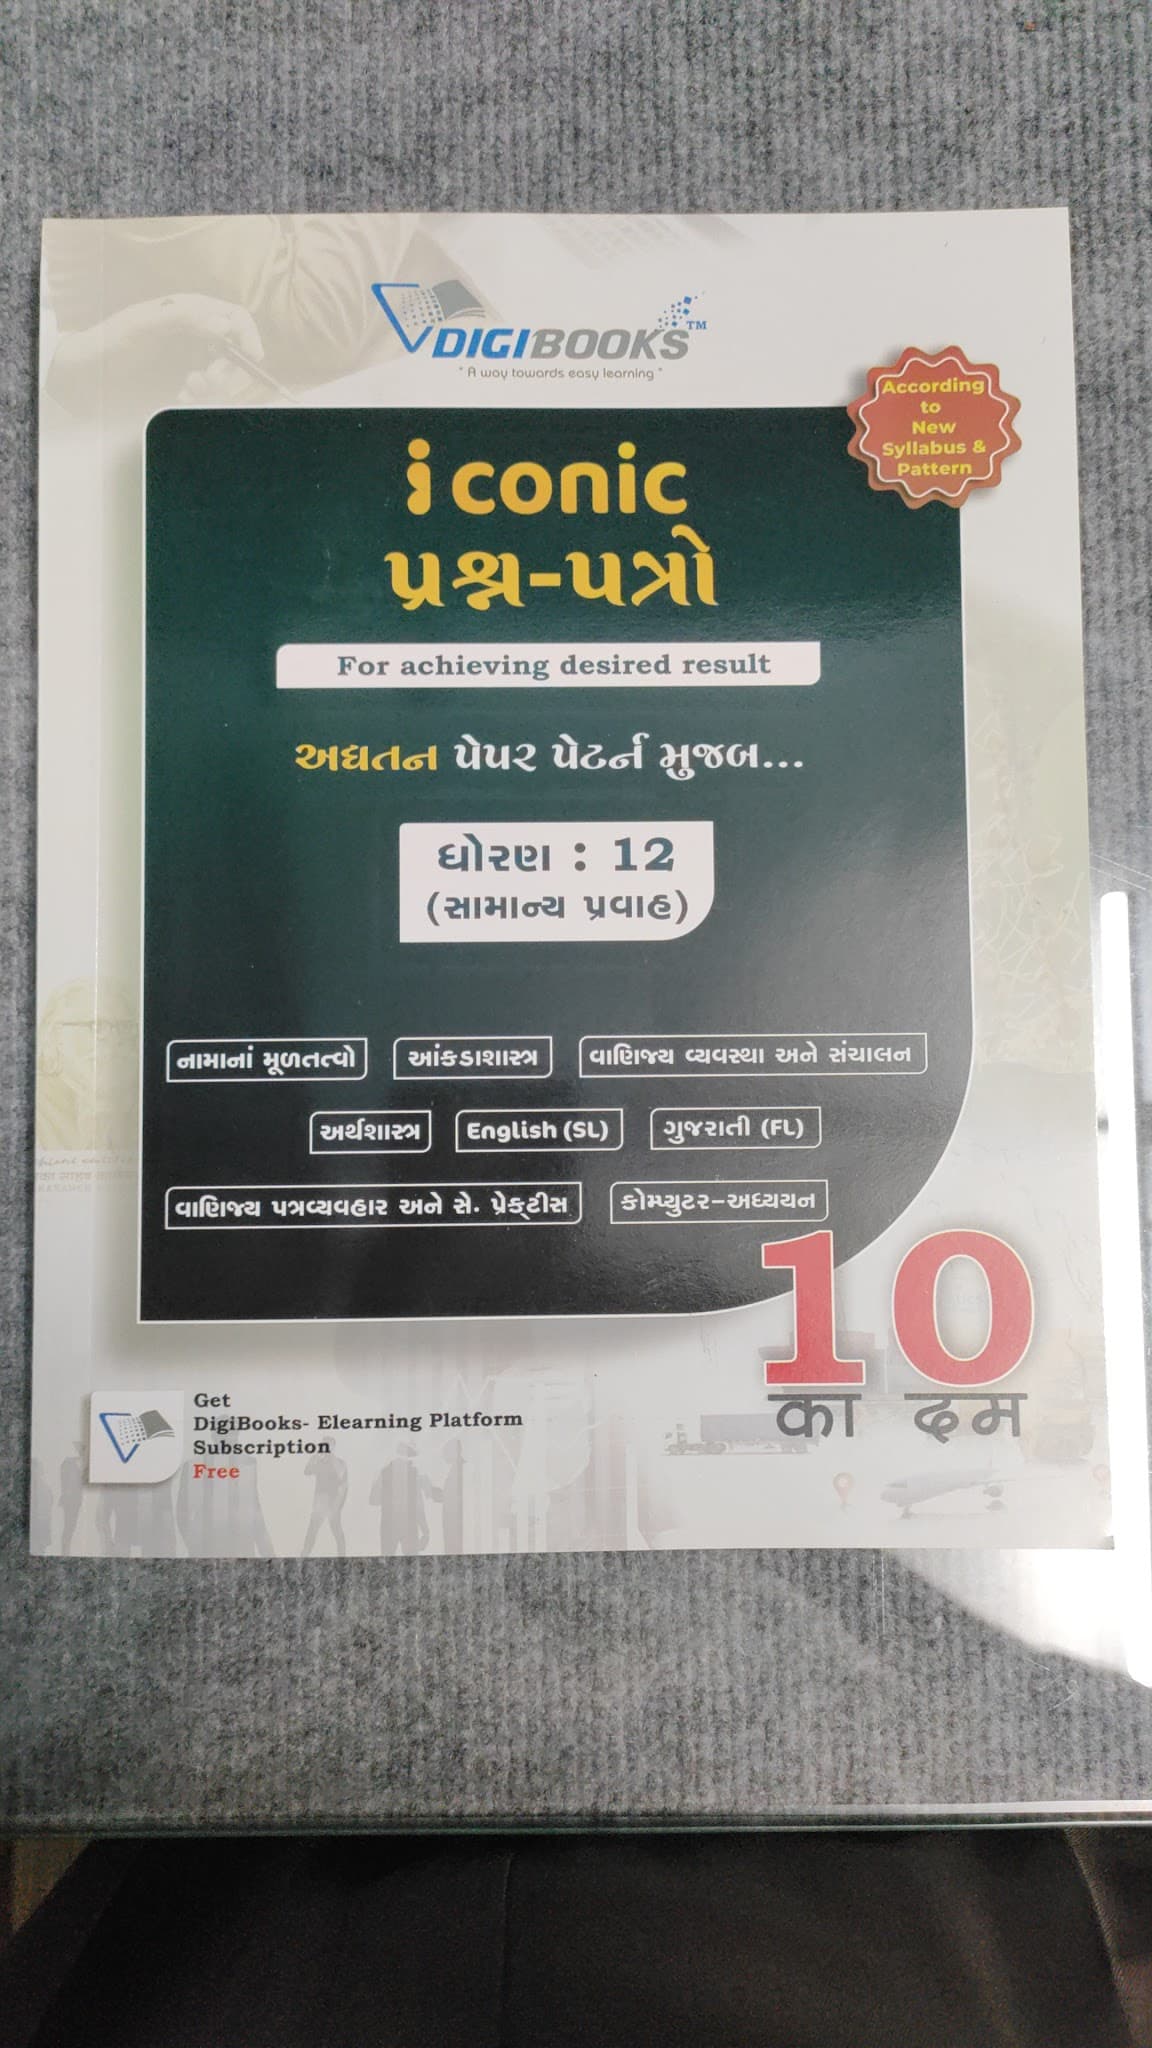 DIGIBOOKS™
" A way towards easy learning "
According
to
New
Syllabus &
Pattern
iconic
પ્રશ્ન-પત્રો
For achieving desired result
અદ્યતન પેપર પેટર્ન મુજબ...
ધોરણ : 12
(સામાન્ય પ્રવાહ)
નામાનાં મૂળતત્વો
આંકડાશાસ્ત્ર
વાણિજ્ય વ્યવસ્થા અને સંચાલન
અર્થશાસ્ત્ર
English (SL)
ગુજરાતી (FL)
વાણિજ્ય પત્રવ્યવહાર અને સે. પ્રેક્ટીસ
કોમ્પ્યુટર-અધ્યયન
10
का दम
Get
DigiBooks- Elearning Platform
Subscription
Free